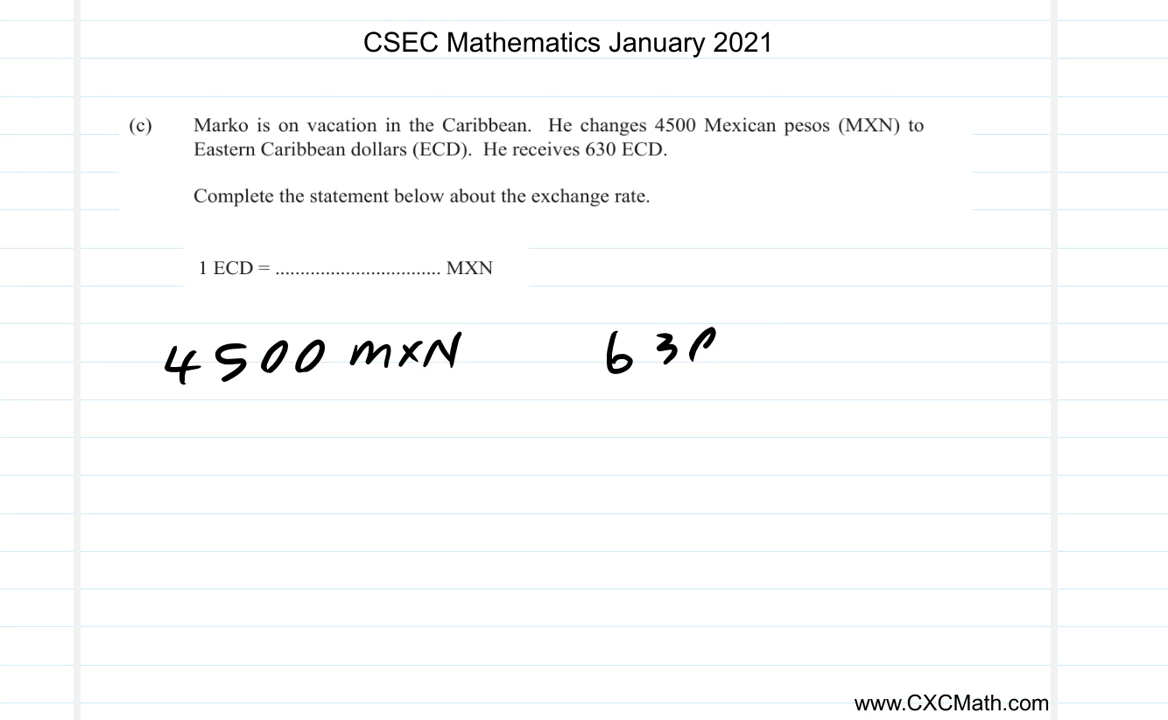 CSEC Mathematics January 2021
(c) Marko is on vacation in the Caribbean. He changes 4500 Mexican pesos (MXN) to
Eastern Caribbean dollars (ECD). He receives 630 ECD.
Complete the statement below about the exchange rate.
1 ECD = ................................. MXN
4500 MXN 630
www.CXCMath.com